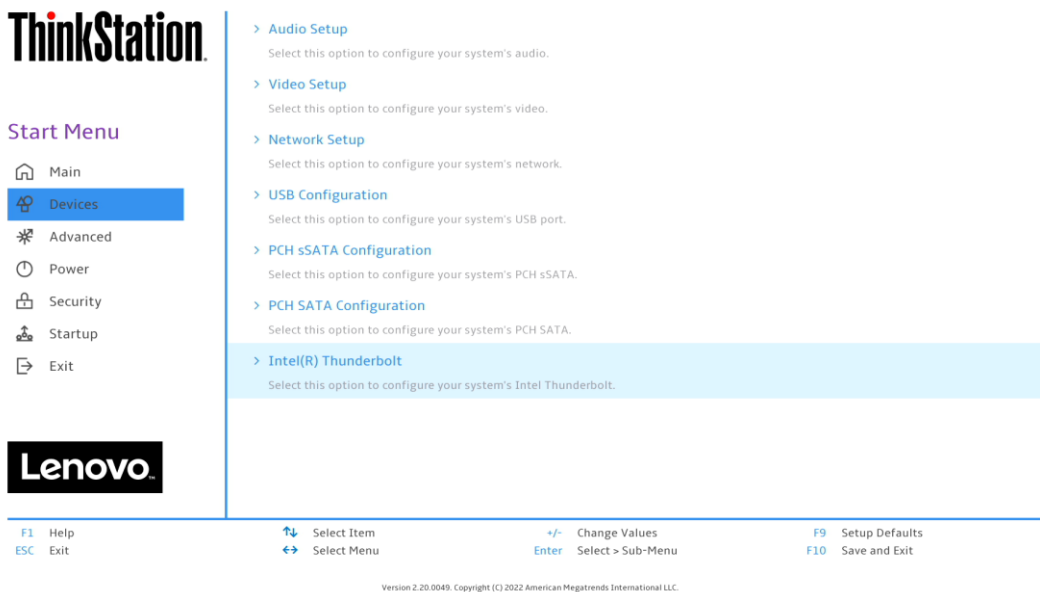 ThinkStation
Start Menu
Main
Devices
Advanced
Power
Security
Startup
Exit
Lenovo
> Audio Setup
Select this option to configure your system's audio.
> Video Setup
Select this option to configure your system's video.
> Network Setup
Select this option to configure your system's network.
> USB Configuration
Select this option to configure your system's USB port.
> PCH sSATA Configuration
Select this option to configure your system's PCH sSATA.
> PCH SATA Configuration
Select this option to configure your system's PCH SATA.
> Intel(R) Thunderbolt
Select this option to configure your system's Intel Thunderbolt.
F1 Help ↑↓ Select Item +/- Change Values F9 Setup Defaults
ESC Exit ↔ Select Menu Enter Select > Sub-Menu F10 Save and Exit
Version 2.20.0049. Copyright (C) 2022 American Megatrends International LLC.